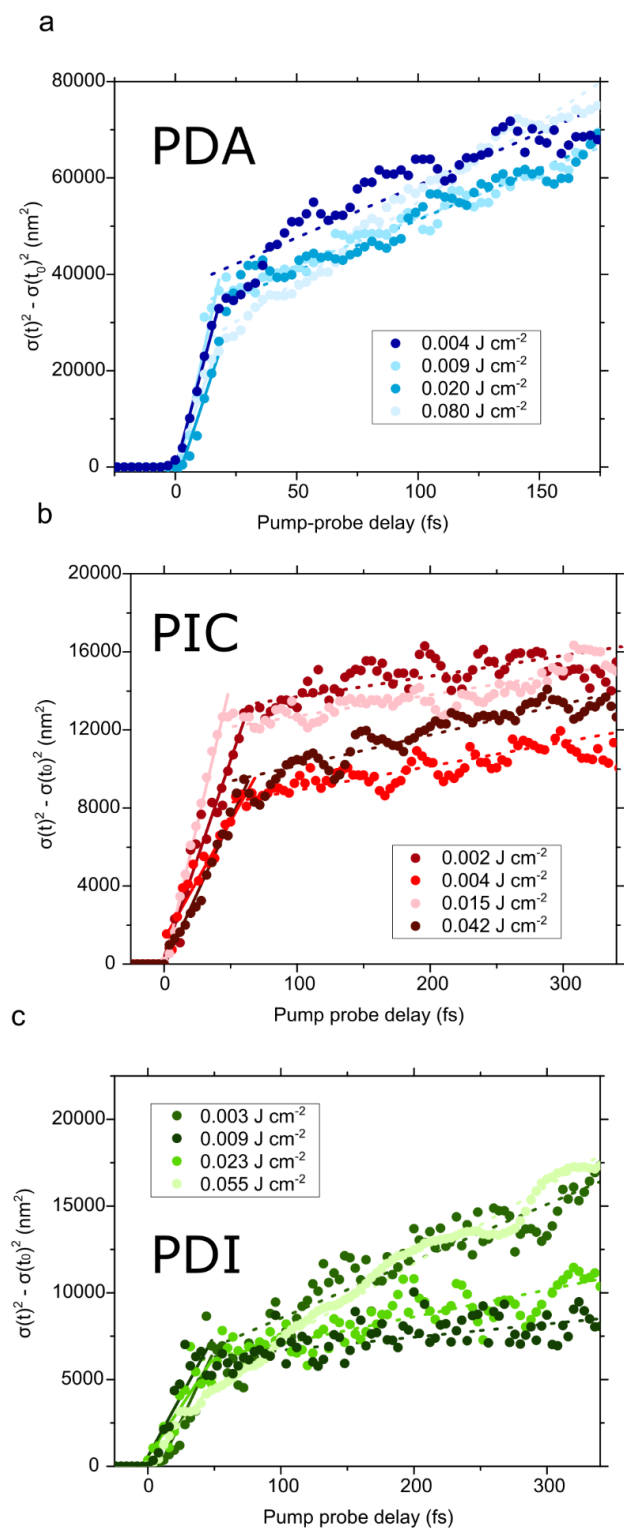 a
80000
60000
40000
20000
0
σ(t)² - σ(t₀)² (nm²)
PDA
0.004 J cm⁻²
0.009 J cm⁻²
0.020 J cm⁻²
0.080 J cm⁻²
0 50 100 150
Pump-probe delay (fs)
b
20000
16000
12000
8000
4000
0
σ(t)² - σ(t0)² (nm²)
PIC
0.002 J cm⁻²
0.004 J cm⁻²
0.015 J cm⁻²
0.042 J cm⁻²
0 100 200 300
Pump probe delay (fs)
c
20000
15000
10000
5000
0
σ(t)² - σ(t0)² (nm²)
0.003 J cm⁻²
0.009 J cm⁻²
0.023 J cm⁻²
0.055 J cm⁻²
PDI
0 100 200 300
Pump-probe delay (fs)